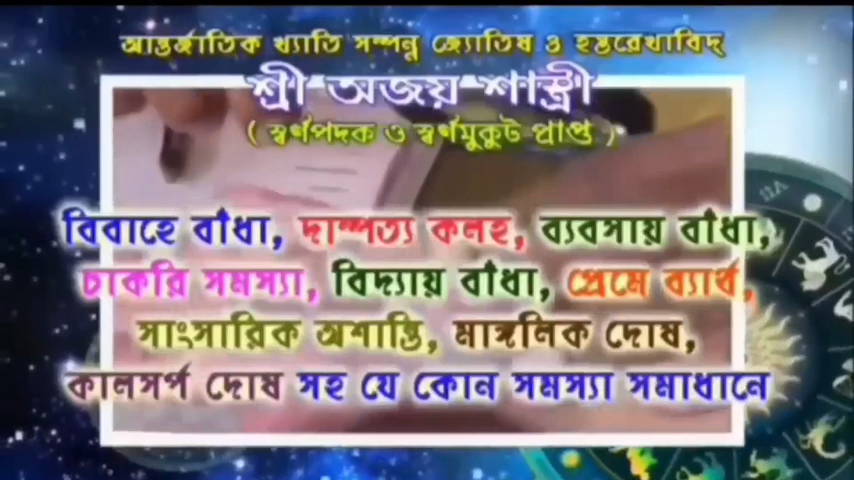 আন্তর্জাতিক খ্যাতি সম্পন্ন জ্যোতিষ ও হস্তরেখাবিদ্
শ্রী অজয় শাস্ত্রী
( স্বর্ণপদক ও স্বর্ণমুকুট প্রাপ্ত )
বিবাহে বাঁধা, দাম্পত্য কলহ, ব্যবসায় বাঁধা,
চাকরি সমস্যা, বিদ্যায় বাঁধা, প্রেমে ব্যার্থ,
সাংসারিক অশান্তি, মাঙ্গলিক দোষ,
কালসর্প দোষ সহ যে কোন সমস্যা সমাধানে